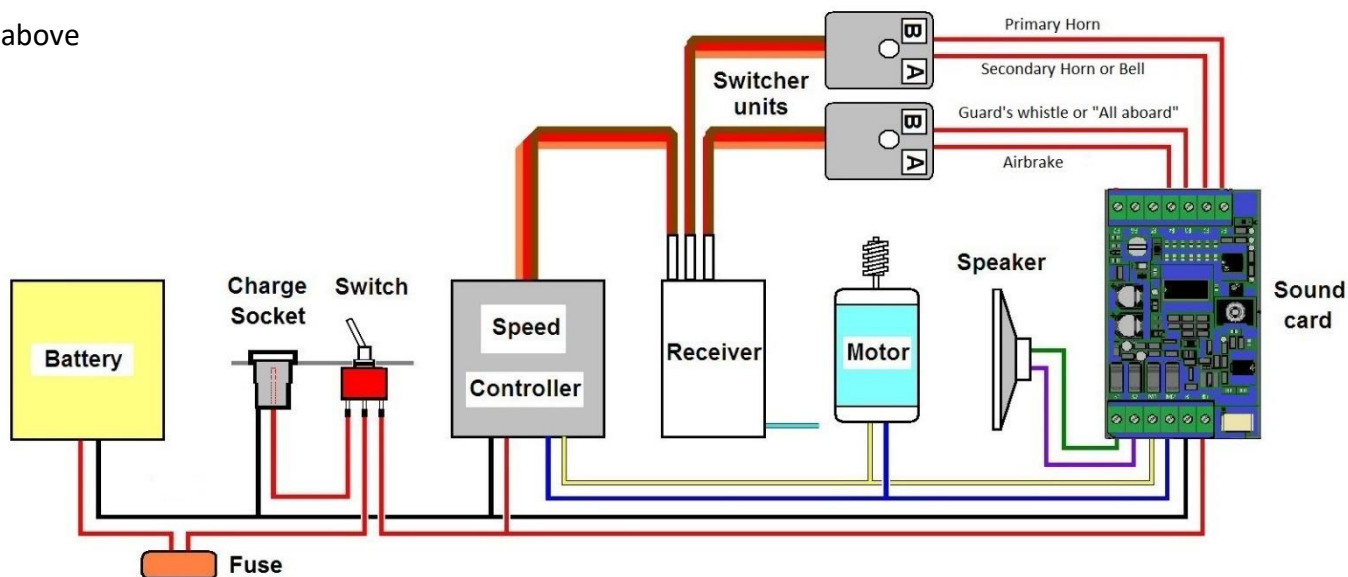 above
Primary Horn
B
A
Secondary Horn or Bell
Switcher
units
Guard's whistle or "All aboard"
B
A
Airbrake
Charge
Socket
Switch
Speaker
Battery
Speed
Controller
Receiver
Motor
Sound
card
Fuse